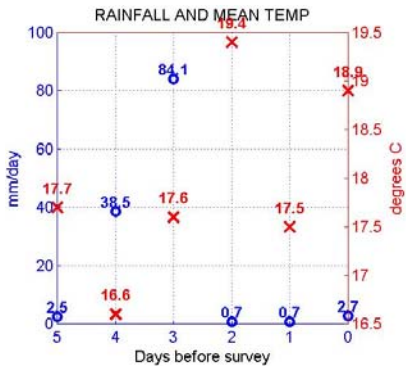 RAINFALL AND MEAN TEMP
100 19.4 19.5
84.1 18.9 19
80
18.5
60
mm/day degrees C
18
17.7 17.6 17.5
40 38.5 17.5
20 17
16.6
2.5 0.7 0.7 2.7
0 16.5
5 4 3 2 1 0
Days before survey